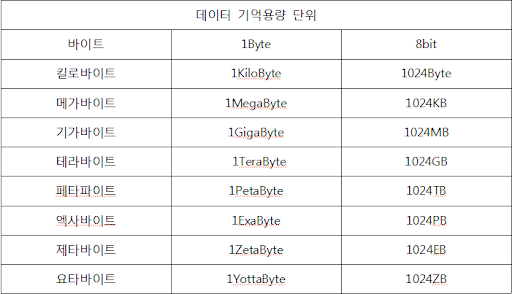 데이터 기억용량 단위
바이트 1Byte 8bit
킬로바이트 1KiloByte 1024Byte
메가바이트 1MegaByte 1024KB
기가바이트 1GigaByte 1024MB
테라바이트 1TeraByte 1024GB
페타파이트 1PetaByte 1024TB
엑사바이트 1ExaByte 1024PB
제타바이트 1ZetaByte 1024EB
요타바이트 1YottaByte 1024ZB